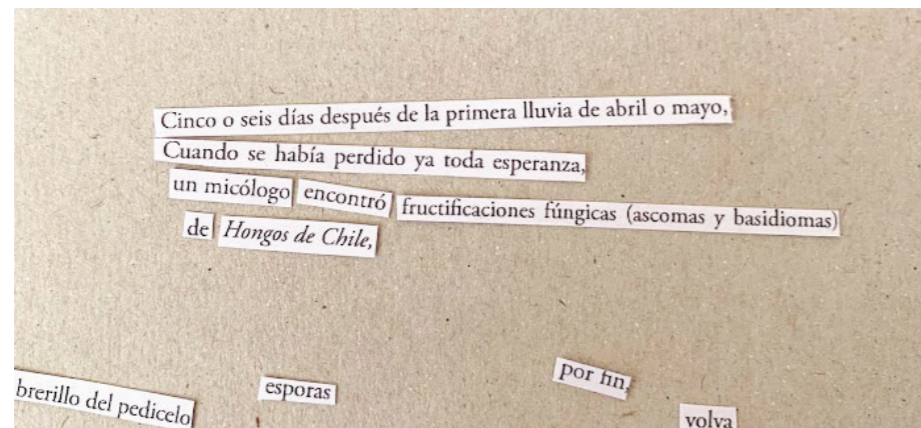 Cinco o seis días después de la primera lluvia de abril o mayo,
Cuando se había perdido ya toda esperanza,
un micólogo encontró fructificaciones fúngicas (ascomas y basidiomas)
de Hongos de Chile,
por fin,
brerillo del pedicelo esporas
volva